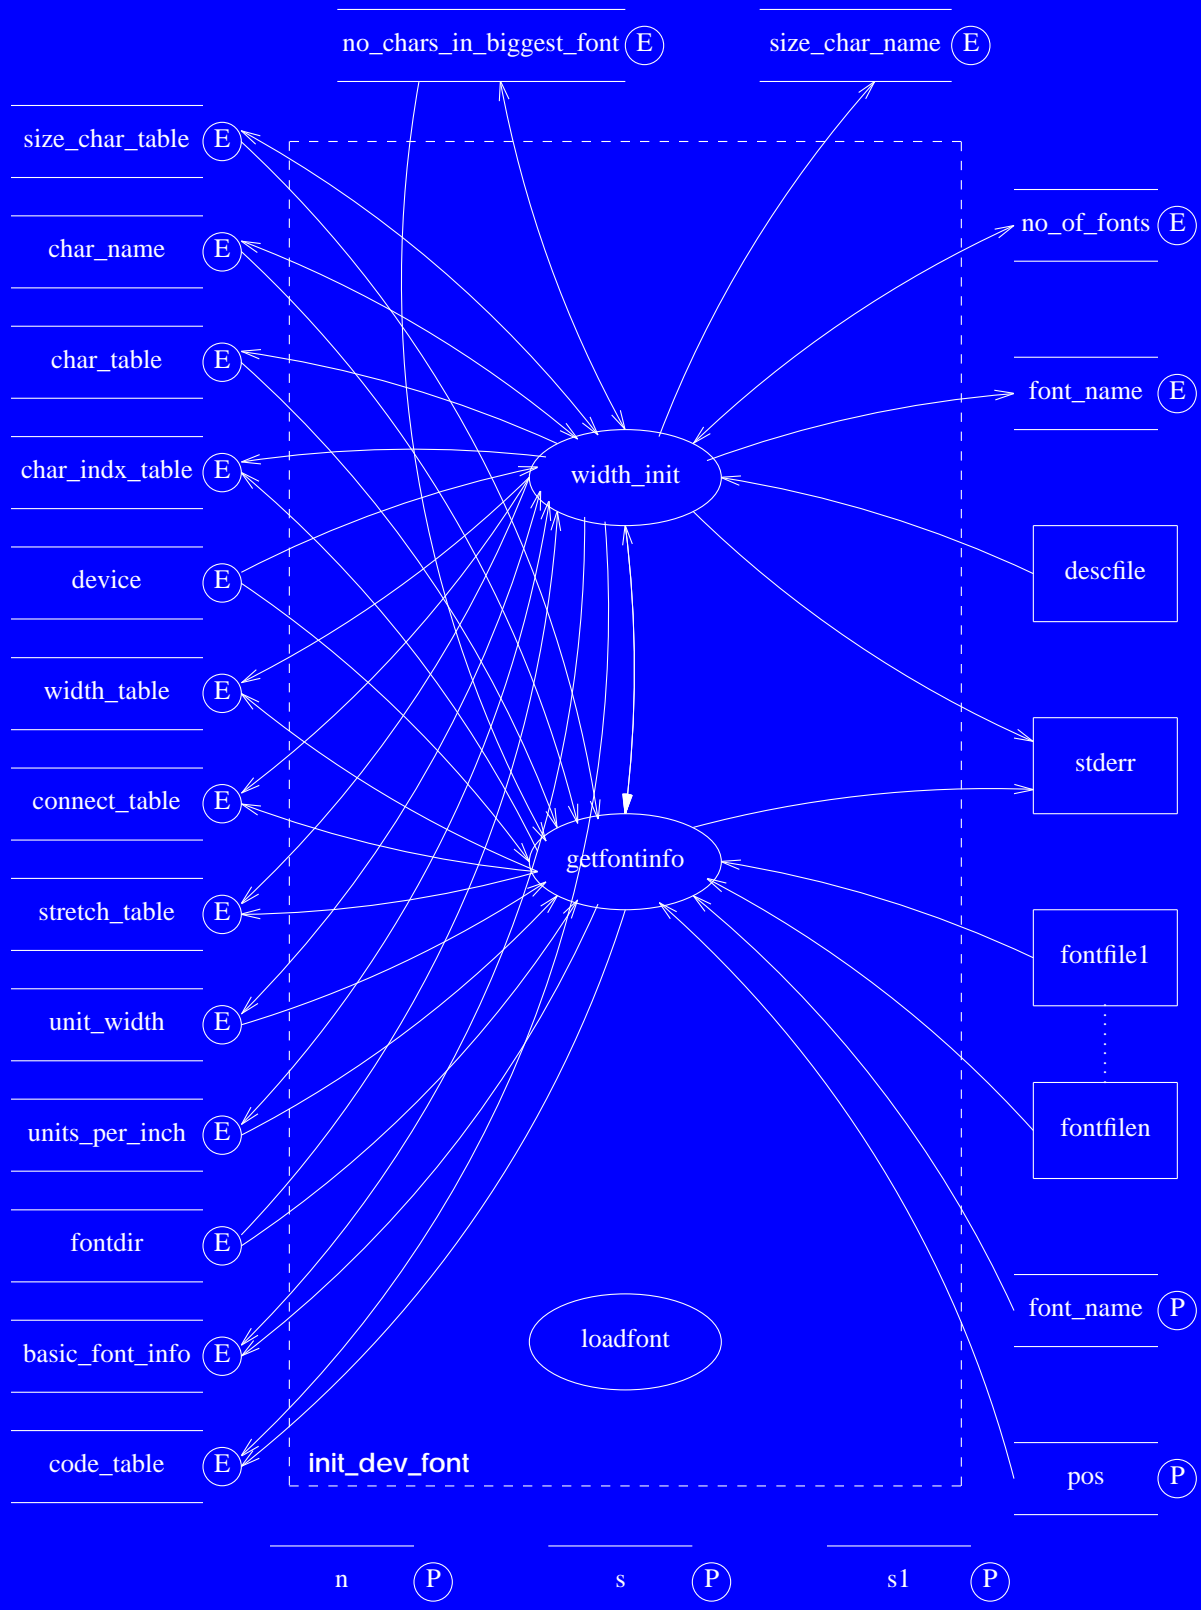 no_chars_in_biggest_font E
size_char_name E
size_char_table E
char_name E
char_table E
char_indx_table E
device E
width_table E
connect_table E
stretch_table E
unit_width E
units_per_inch E
fontdir E
basic_font_info E
code_table E
width_init
getfontinfo
loadfont
init_dev_font
no_of_fonts E
font_name E
descfile
stderr
fontfile1
fontfilen
font_name P
pos P
n P
s P
s1 P